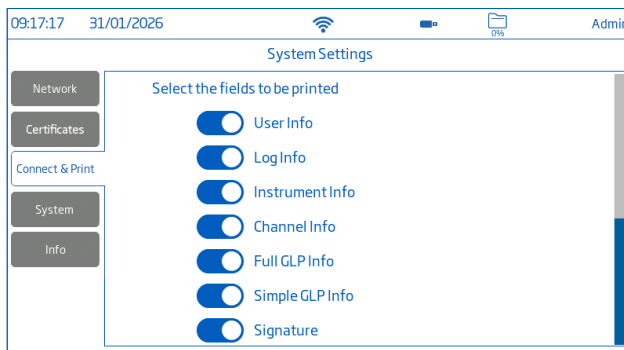 09:17:17 31/01/2026 0% Admin
System Settings
Network
Certificates
Connect & Print
System
Info
Select the fields to be printed
User Info
Log Info
Instrument Info
Channel Info
Full GLP Info
Simple GLP Info
Signature